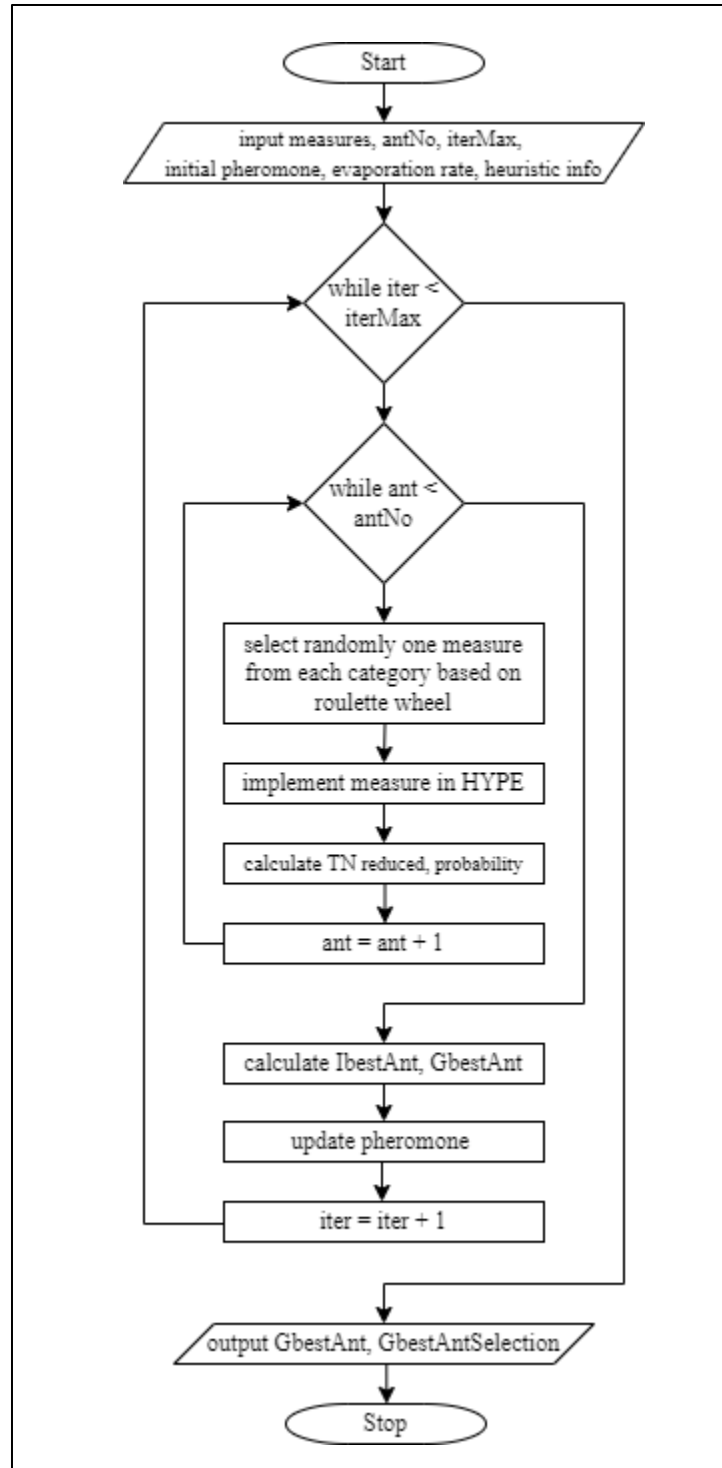 Start
input measures, antNo, iterMax,
initial pheromone, evaporation rate, heuristic info
while iter <
iterMax
while ant <
antNo
select randomly one measure
from each category based on
roulette wheel
implement measure in HYPE
calculate TN reduced, probability
ant = ant + 1
calculate IbestAnt, GbestAnt
update pheromone
iter = iter + 1
output GbestAnt, GbestAntSelection
Stop